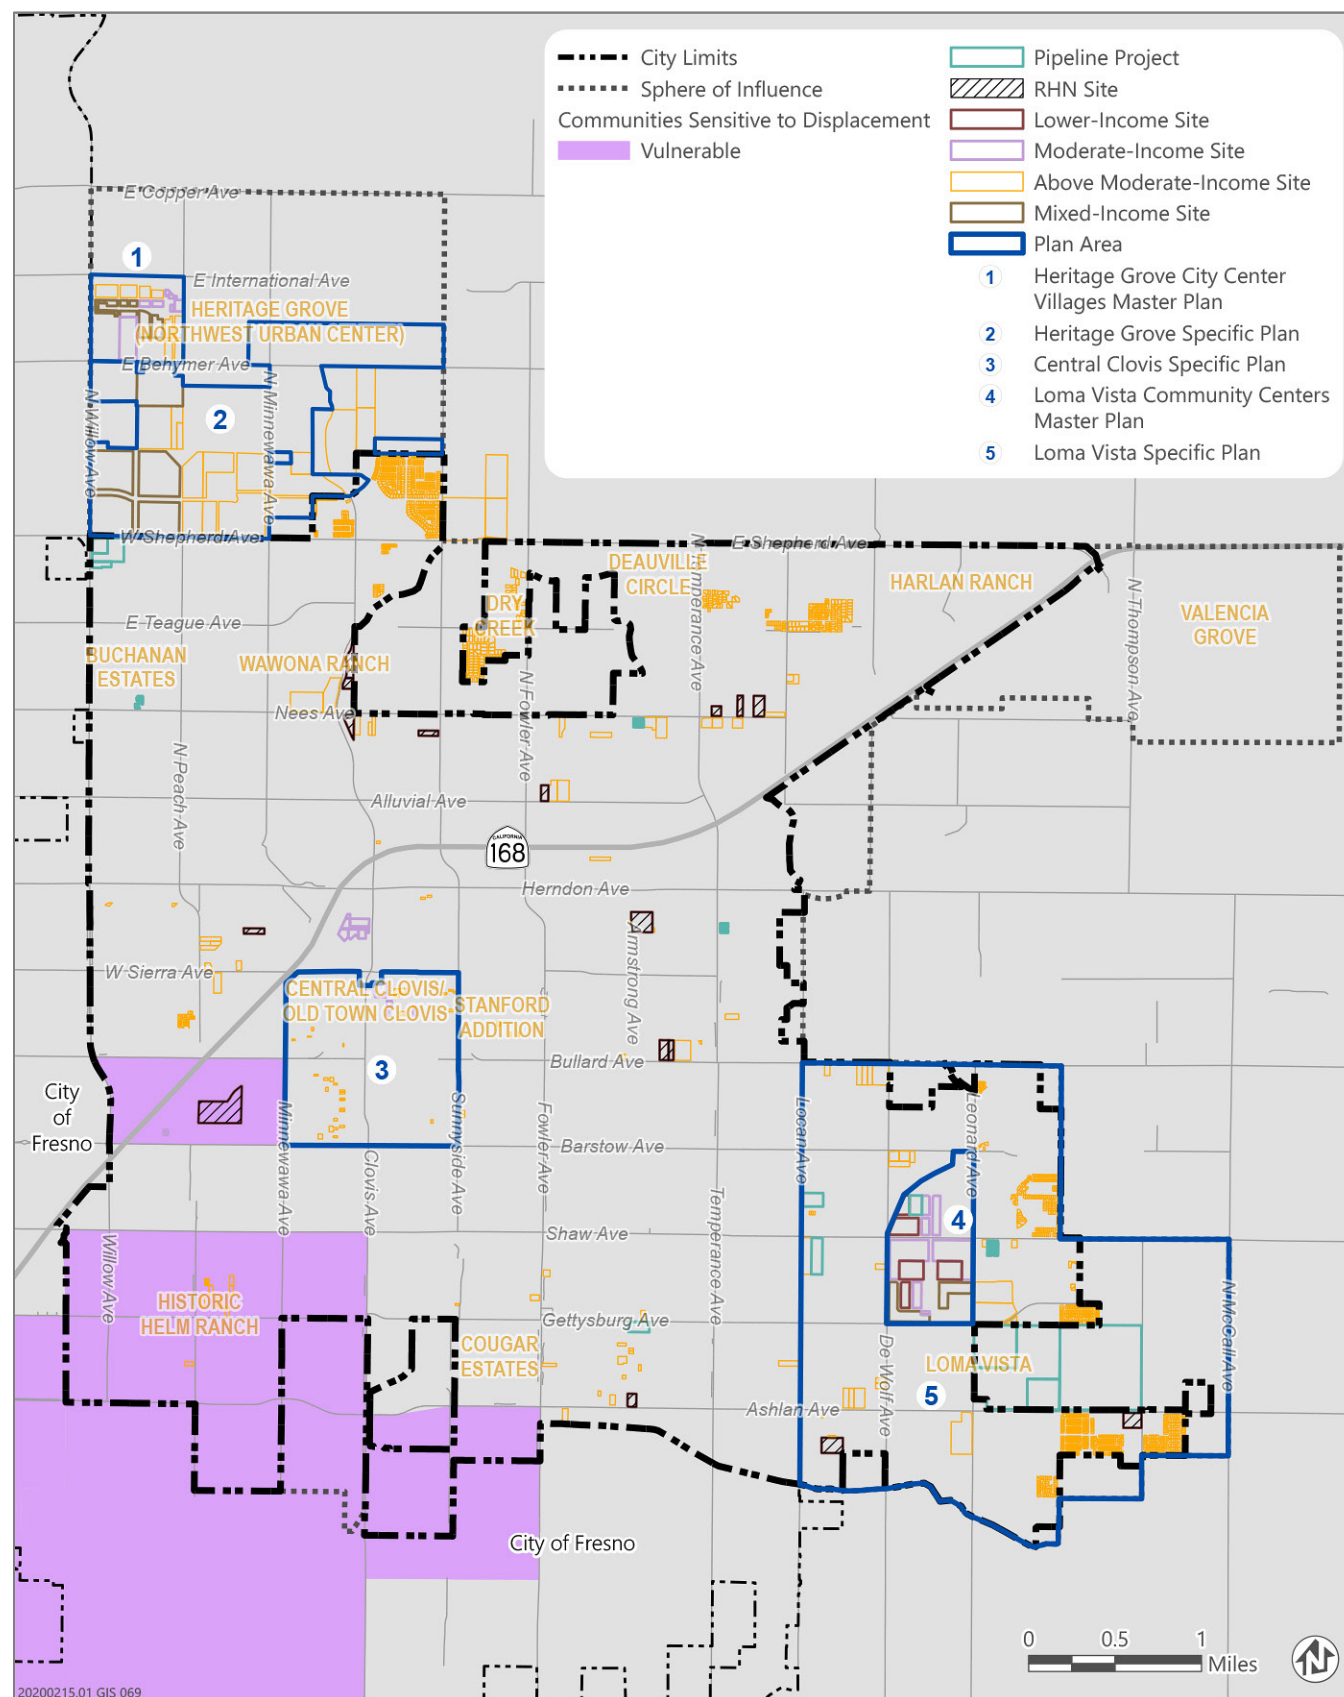 City Limits
Sphere of Influence
Communities Sensitive to Displacement
Vulnerable
Pipeline Project
RHN Site
Lower-Income Site
Moderate-Income Site
Above Moderate-Income Site
Mixed-Income Site
Plan Area
1 Heritage Grove City Center
Villages Master Plan
2 Heritage Grove Specific Plan
3 Central Clovis Specific Plan
4 Loma Vista Community Centers
Master Plan
5 Loma Vista Specific Plan
E Copper Ave
1
E International Ave
HERITAGE GROVE
(NORTHWEST URBAN CENTER)
E Behymer Ave
N Willow Ave
2
N Minnewawa Ave
W Shepherd Ave
E Shepherd Ave
DEAUVILLE
CIRCLE
N Temperance Ave
HARLAN RANCH
N Thompson Ave
VALENCIA
GROVE
DRY
CREEK
E Teague Ave
BUCHANAN
ESTATES
WAWONA RANCH
Nees Ave
N Fowler Ave
N Peach Ave
Alluvial Ave
CALIFORNIA
168
Herndon Ave
Armstrong Ave
W Sierra Ave
CENTRAL CLOVIS/
OLD TOWN CLOVIS
STANFORD
ADDITION
3
Bullard Ave
City
of
Fresno
Minnewawa Ave
Clovis Ave
Sunnyside Ave
Fowler Ave
Barstow Ave
Locan Ave
Leonard Ave
4
Temperance Ave
Shaw Ave
Willow Ave
HISTORIC
HELM RANCH
Gettysburg Ave
COUGAR
ESTATES
De Wolf Ave
LOMA VISTA
5
N McCall Ave
Ashlan Ave
City of Fresno
0 0.5 1
Miles
N
20200215.01 GIS 069